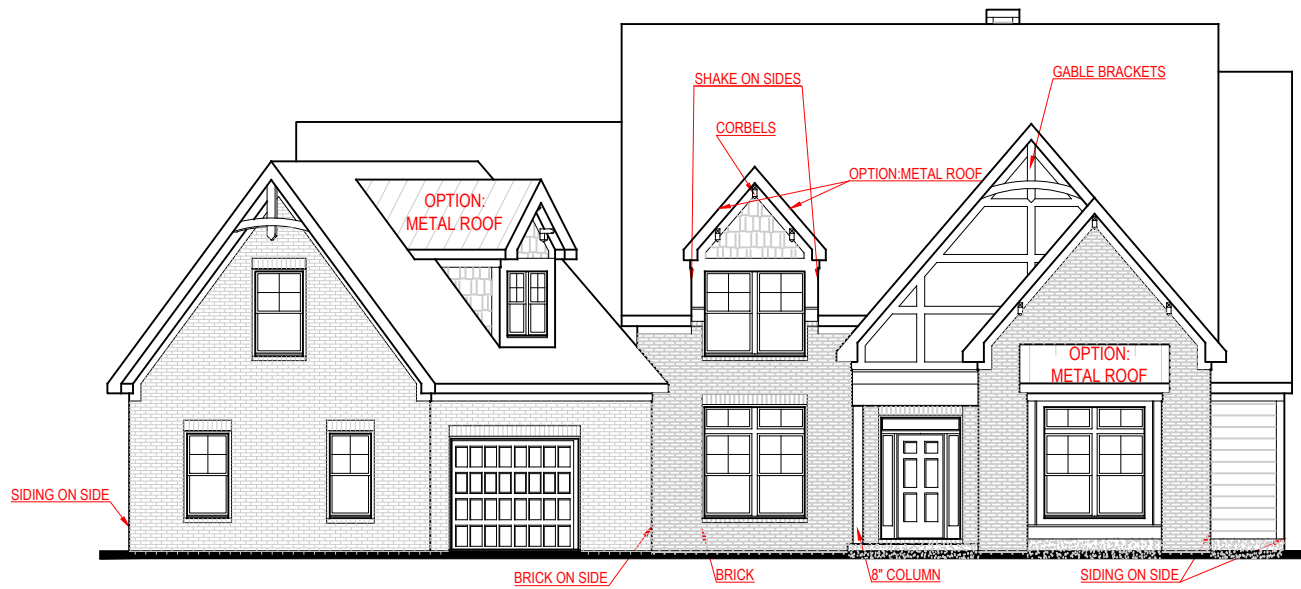 GABLE BRACKETS
SHAKE ON SIDES
CORBELS
OPTION:METAL ROOF
OPTION:
METAL ROOF
OPTION:
METAL ROOF
SIDING ON SIDE
BRICK ON SIDE
BRICK
8" COLUMN
SIDING ON SIDE